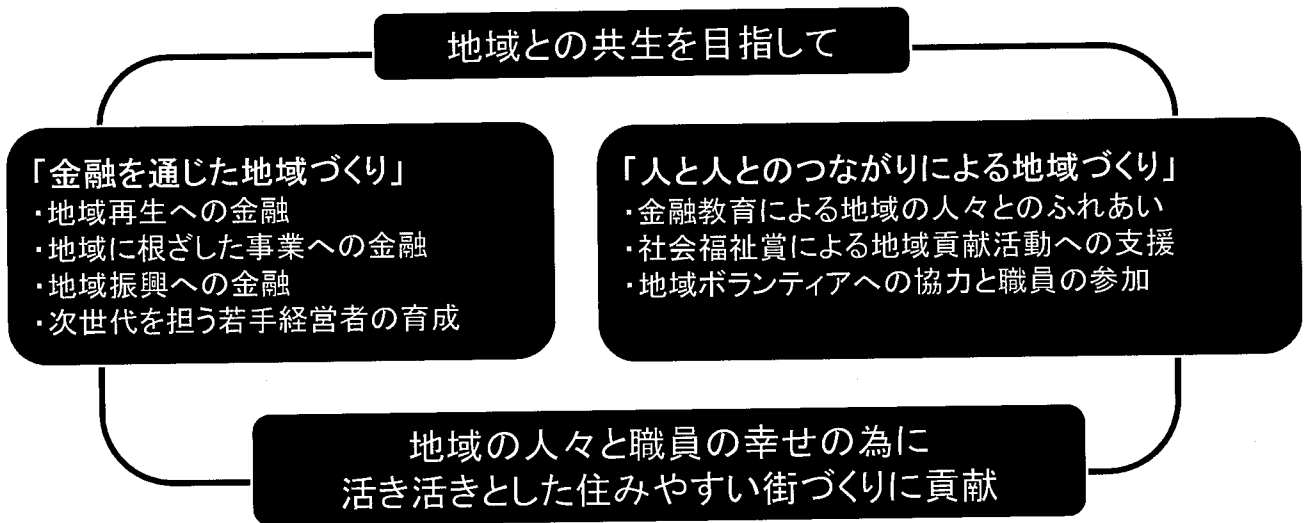 地域との共生を目指して
「金融を通じた地域づくり」
・地域再生への金融
・地域に根ざした事業への金融
・地域振興への金融
・次世代を担う若手経営者の育成
「人と人とのつながりによる地域づくり」
・金融教育による地域の人々とのふれあい
・社会福祉賞による地域貢献活動への支援
・地域ボランティアへの協力と職員の参加
地域の人々と職員の幸せの為に
活き活きとした住みやすい街づくりに貢献